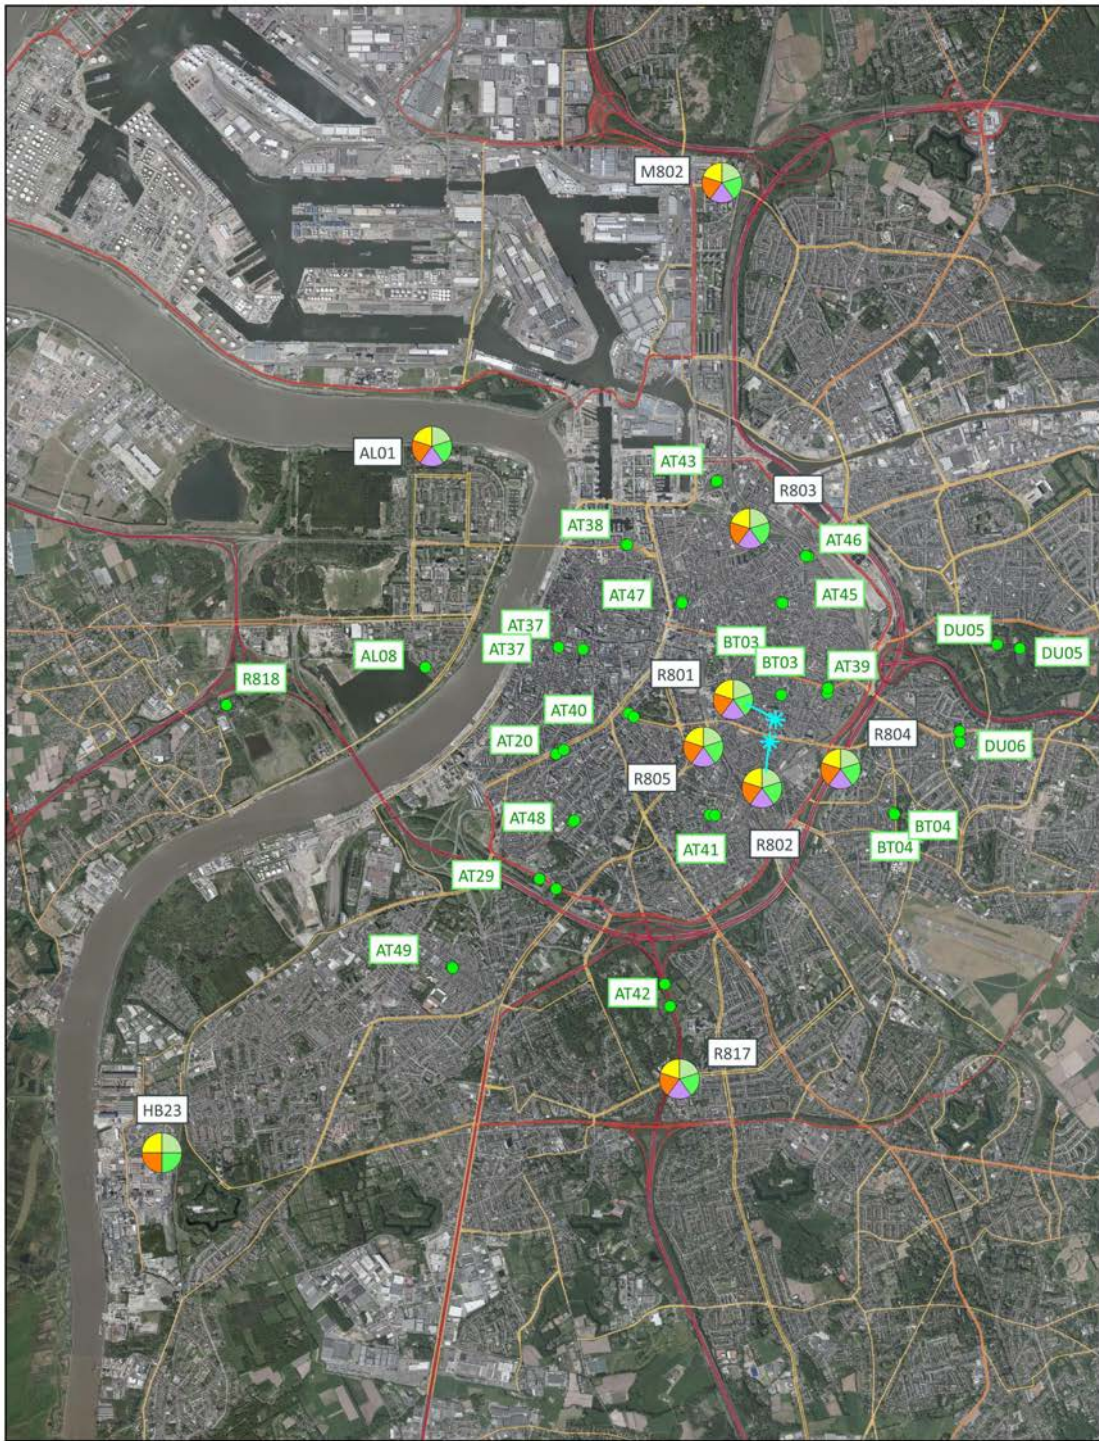 M802
AL01
AT43
R803
AT38
AT46
AT47
AT45
AT37
BT03
DU05
AT37
BT03
DU05
AL08
AT39
R818
R801
AT40
R804
AT20
DU06
R805
AT48
AT41
BT04
R802
BT04
AT29
AT49
AT42
R817
HB23